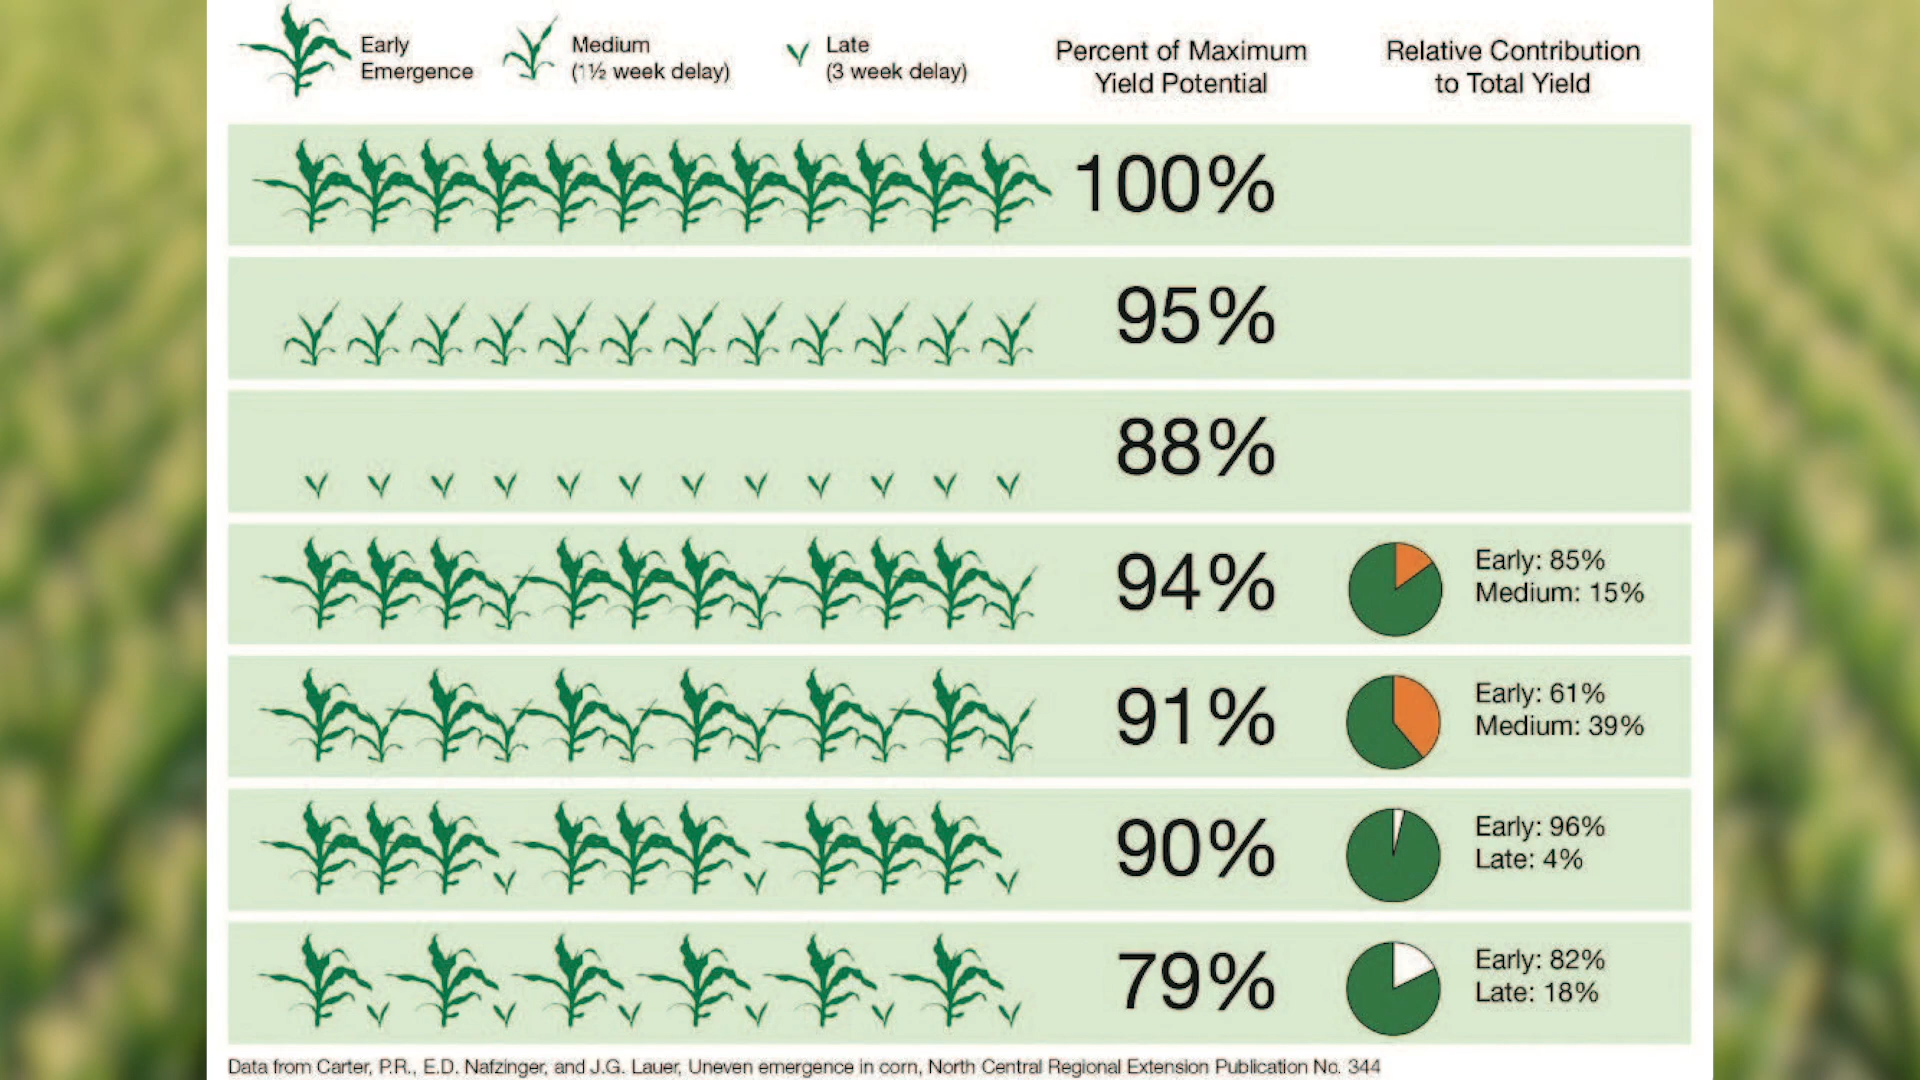 Early
Emergence
Medium
(1½ week delay)
Late
(3 week delay)
Percent of Maximum
Yield Potential
Relative Contribution
to Total Yield
100%
95%
88%
94%
Early: 85%
Medium: 15%
91%
Early: 61%
Medium: 39%
90%
Early: 96%
Late: 4%
79%
Early: 82%
Late: 18%
Data from Carter, P.R., E.D. Nafzinger, and J.G. Lauer, Uneven emergence in corn, North Central Regional Extension Publication No. 344